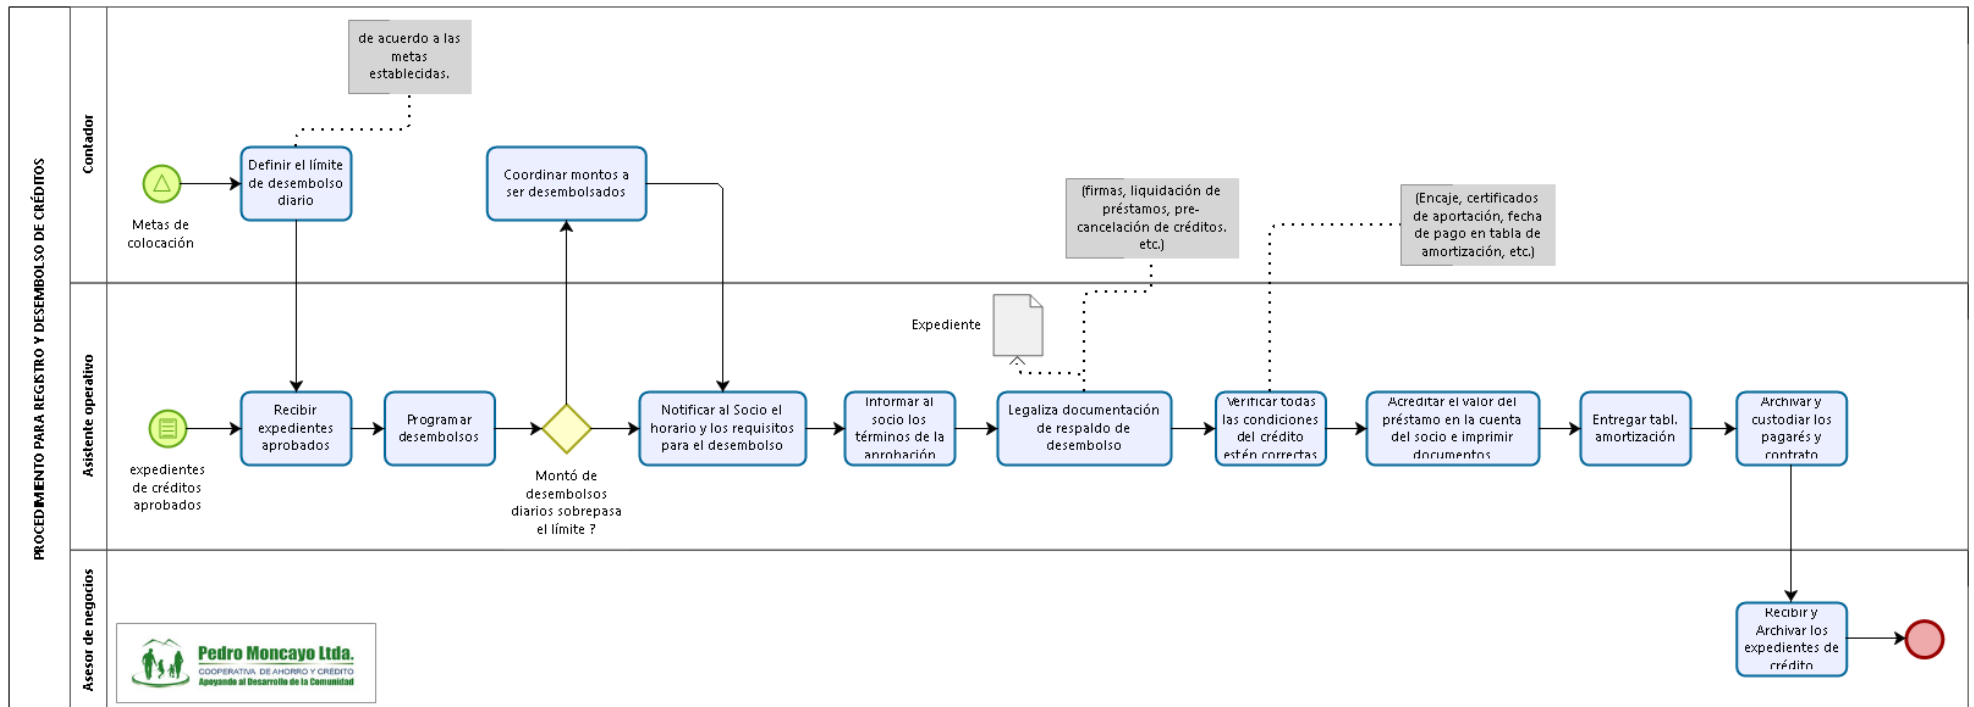 PROCEDIMIENTO PARA REGISTRO Y DESEMBOLSO DE CRÉDITOS
Contador
de acuerdo a las
metas
establecidas.
Metas de
colocación
Definir el límite
de desembolso
diario
Coordinar montos a
ser desembolsados
(firmas, liquidación de
préstamos, pre-
cancelación de créditos.
etc.)
(Encaje, certificados
de aportación, fecha
de pago en tabla de
amortización, etc.)
Asistente operativo
expedientes
de créditos
aprobados
Recibir
expedientes
aprobados
Programar
desembolsos
Montó de
desembolsos
diarios sobrepasa
el límite ?
Notificar al Socio el
horario y los requisitos
para el desembolso
Informar al
socio los
términos de la
aprobación
Expediente
Legaliza documentación
de respaldo de
desembolso
Verificar todas
las condiciones
del crédito
estén correctas
Acreditar el valor del
préstamo en la cuenta
del socio e imprimir
documentos
Entregar tabl.
amortización
Archivar y
custodiar los
pagarés y
contrato
Asesor de negocios
Pedro Moncayo Ltda.
COOPERATIVA DE AHORRO Y CRÉDITO
Apoyando al Desarrollo de la Comunidad
Recibir y
Archivar los
expedientes de
crédito